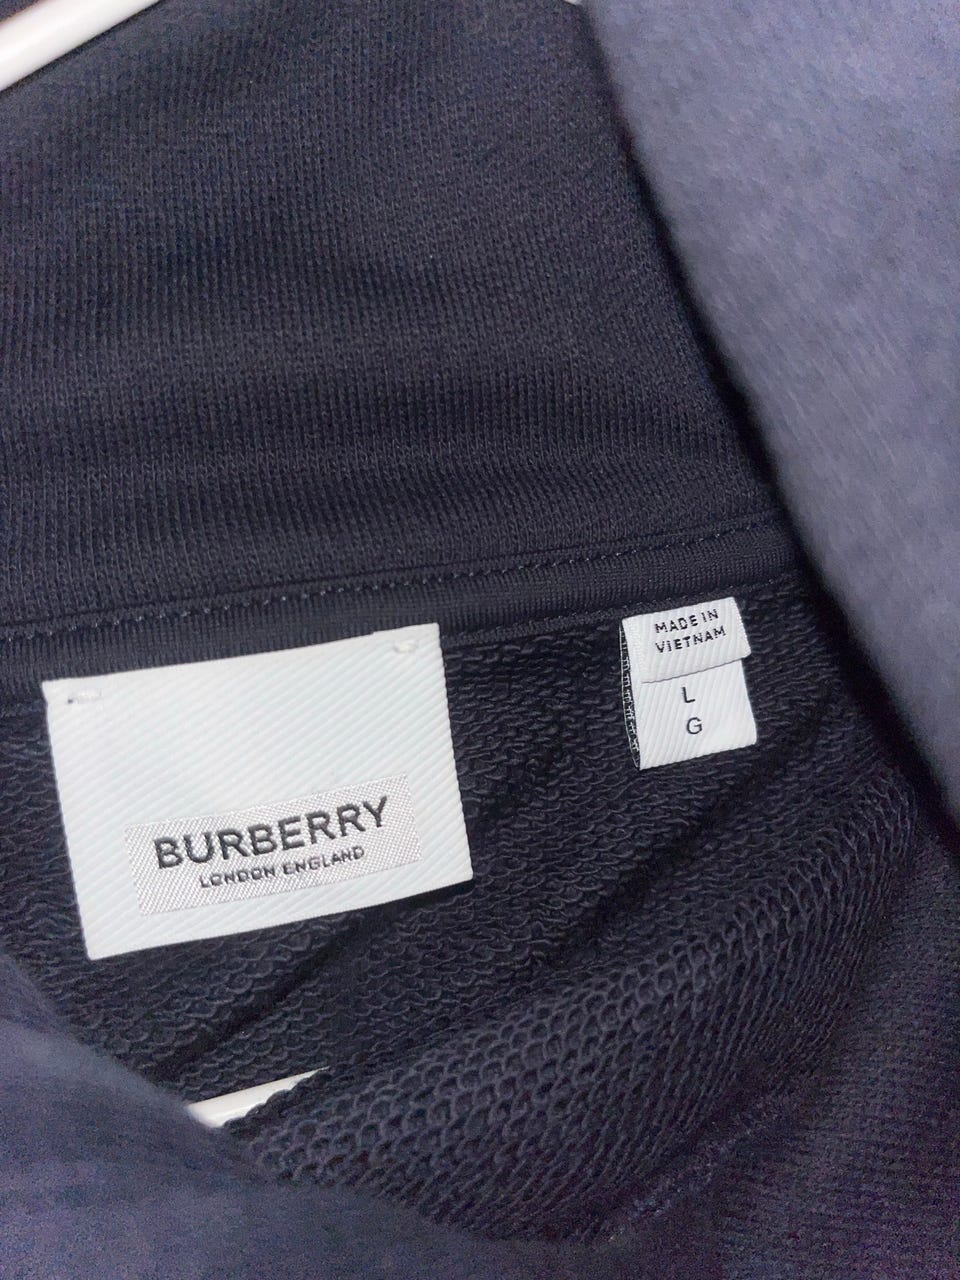 BURBERRY
LONDON ENGLAND
MADE IN
VIETNAM
L
G